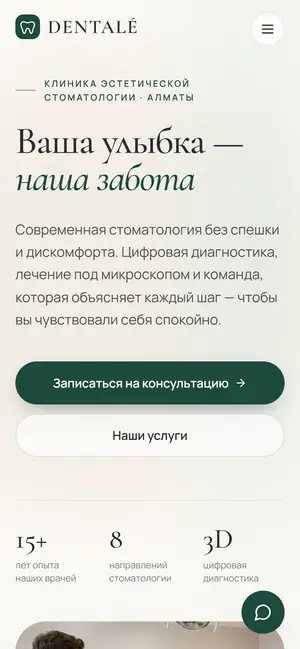 DENTALÉ
КЛИНИКА ЭСТЕТИЧЕСКОЙ
СТОМАТОЛОГИИ · АЛМАТЫ
Ваша улыбка —
наша забота
Современная стоматология без спешки
и дискомфорта. Цифровая диагностика,
лечение под микроскопом и команда,
которая объясняет каждый шаг — чтобы
вы чувствовали себя спокойно.
Записаться на консультацию →
Наши услуги
15+ 8 3D
лет опыта направлений цифровая
наших врачей стоматологии диагностика